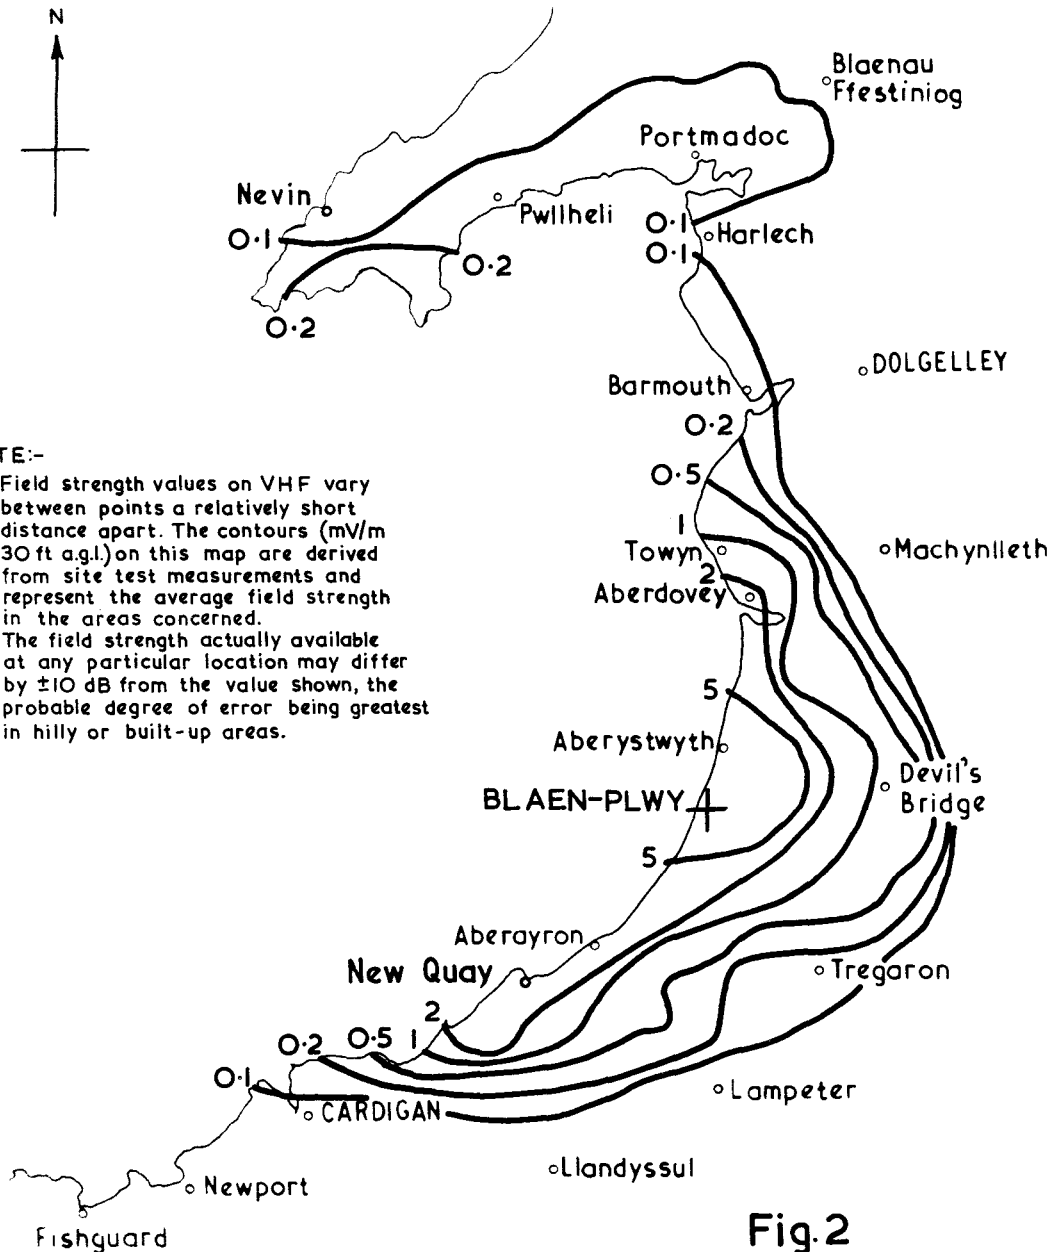 N
Blaenau
Ffestiniog
Portmadoc
Nevin
Pwllheli
0·1
0·1
Harlech
0·1
0·2
0·2
DOLGELLEY
Barmouth
0·2
TE:-
Field strength values on VHF vary
between points a relatively short
distance apart. The contours (mV/m
30 ft a.g.l.) on this map are derived
from site test measurements and
represent the average field strength
in the areas concerned.
The field strength actually available
at any particular location may differ
by ±10 dB from the value shown, the
probable degree of error being greatest
in hilly or built-up areas.
0·5
1
Towyn
Machynlleth
2
Aberdovey
5
Aberystwyth
Devil's
Bridge
BLAEN-PLWY
5
Aberayron
New Quay
Tregaron
2
0·2
0·5
1
0·1
CARDIGAN
Lampeter
Llandyssul
Newport
Fishguard
Fig. 2